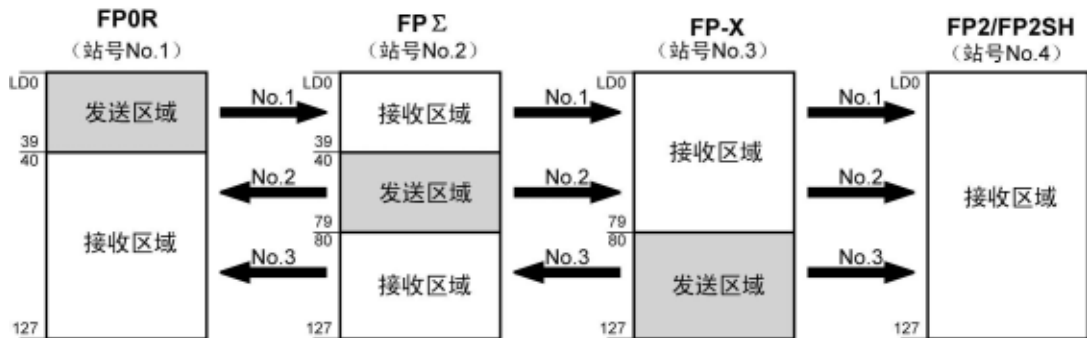 FP0R
（站号No.1）
LD0
发送区域
39
40
接收区域
127
No.1
No.2
No.3
FPΣ
（站号No.2）
LD0
接收区域
39
40
发送区域
79
80
接收区域
127
No.1
No.2
No.3
FP-X
（站号No.3）
LD0
接收区域
79
80
发送区域
127
No.1
No.2
No.3
FP2/FP2SH
（站号No.4）
LD0
接收区域
127